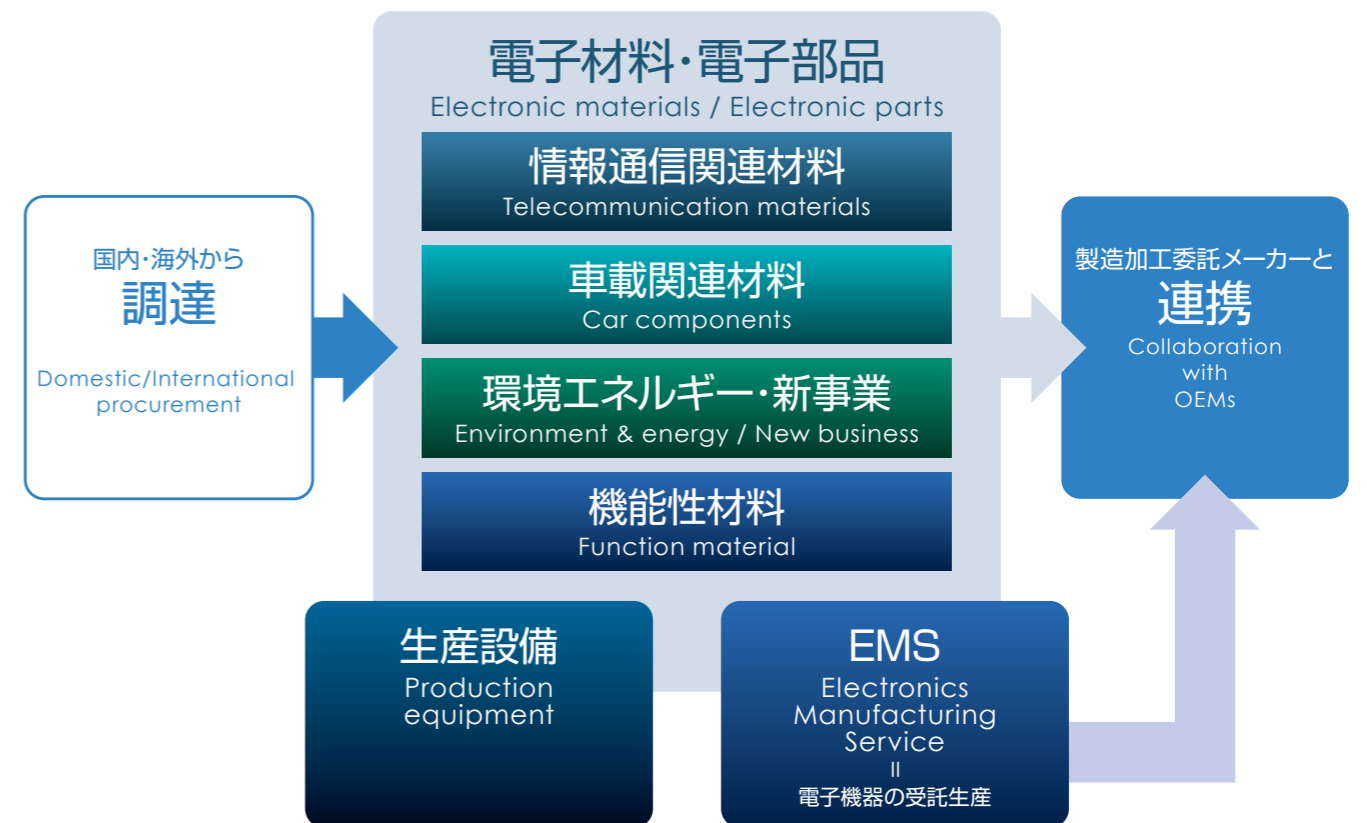 電子材料・電子部品
Electronic materials / Electronic parts
情報通信関連材料
Telecommunication materials
車載関連材料
Car components
環境エネルギー・新事業
Environment & energy / New business
機能性材料
Function material
国内・海外から
調達
Domestic/International
procurement
製造加工委託メーカーと
連携
Collaboration
with
OEMs
生産設備
Production
equipment
EMS
Electronics
Manufacturing
Service
=
電子機器の受託生産